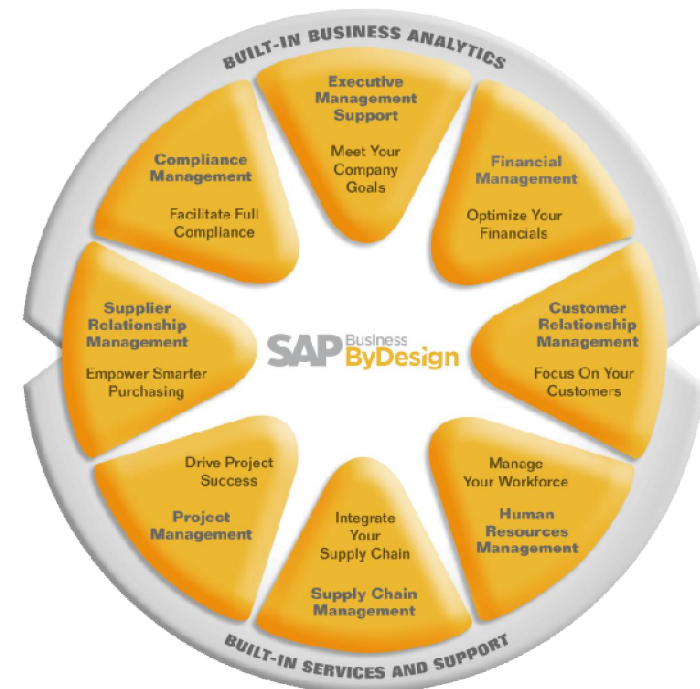 BUILT-IN BUSINESS ANALYTICS
Executive
Management
Support
Meet Your
Company
Goals
Financial
Management
Optimize Your
Financials
Customer
Relationship
Management
Focus On Your
Customers
Manage
Your Workforce
Human
Resources
Management
Integrate
Your
Supply Chain
Supply Chain
Management
Drive Project
Success
Project
Management
Supplier
Relationship
Management
Empower Smarter
Purchasing
Compliance
Management
Facilitate Full
Compliance
SAP Business
ByDesign
BUILT-IN SERVICES AND SUPPORT